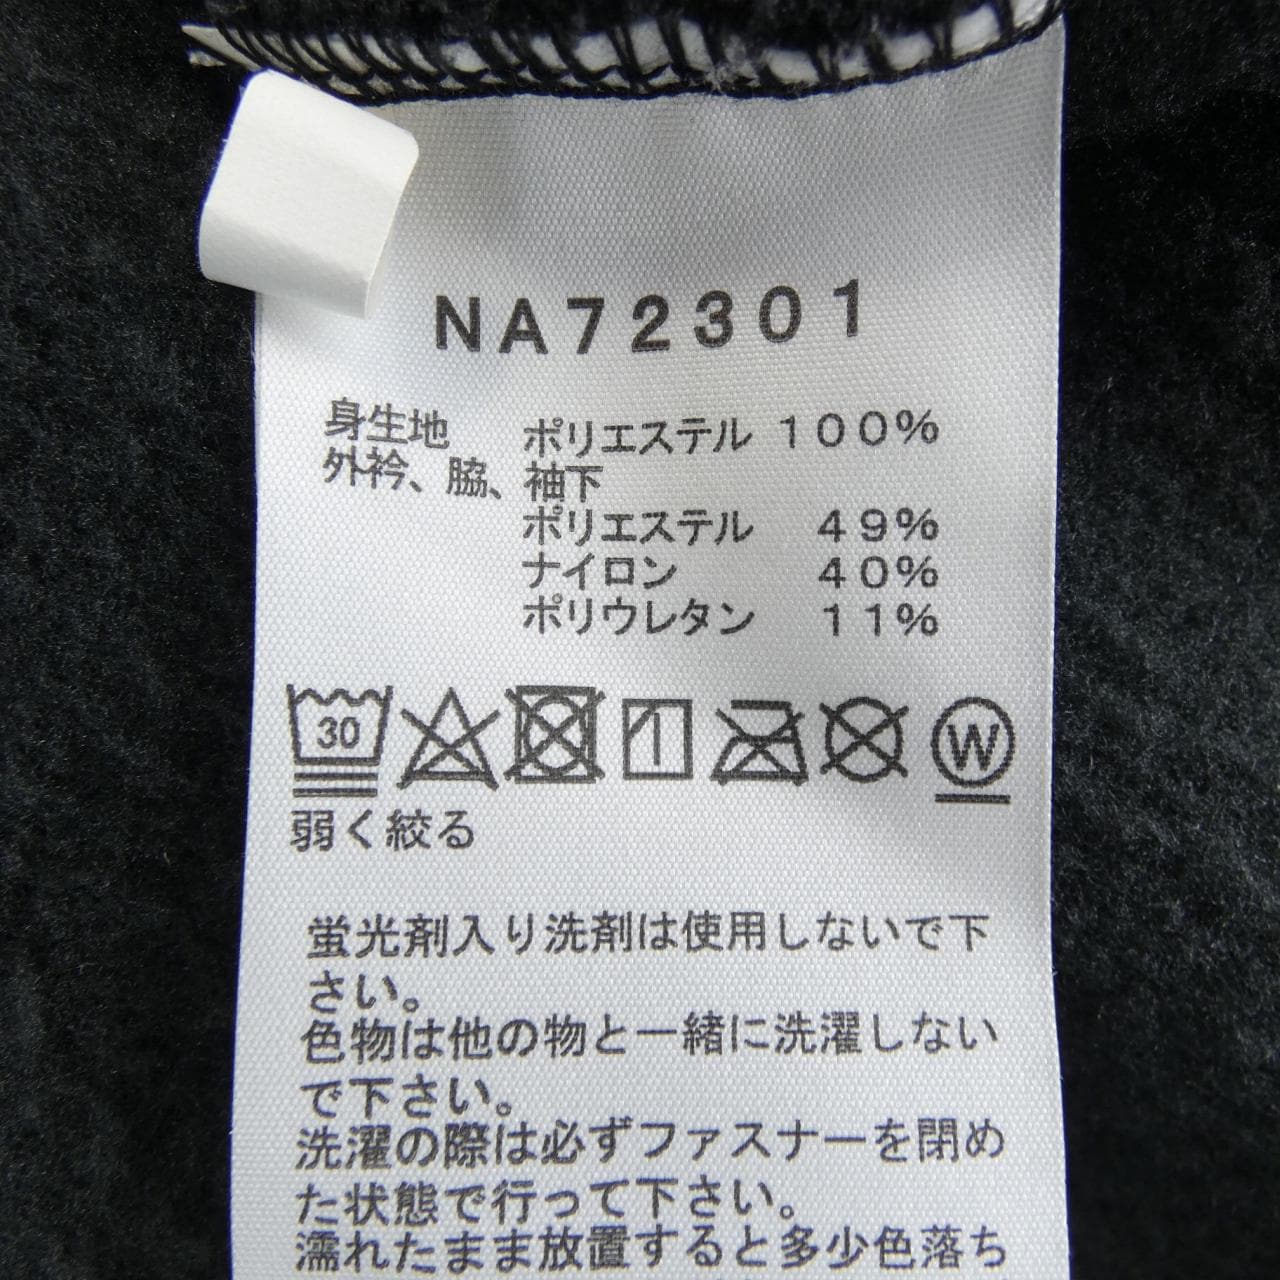 NA72301
身生地 ポリエステル 100%
外衿、脇、袖下
ポリエステル 49%
ナイロン 40%
ポリウレタン 11%
30 W
弱く絞る
蛍光剤入り洗剤は使用しないで下
さい。
色物は他の物と一緒に洗濯しない
で下さい。
洗濯の際は必ずファスナーを閉め
た状態で行って下さい。
濡れたまま放置すると多少色落ち